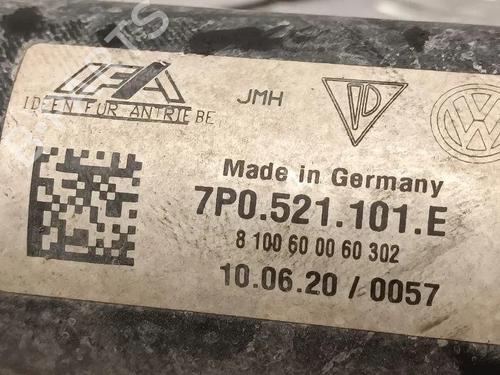 IFA
IDEEN FÜR ANTRIEBE
JMH
VW
Made in Germany
7P0.521.101.E
8 100 60 00 60 302
10.06.20 / 0057